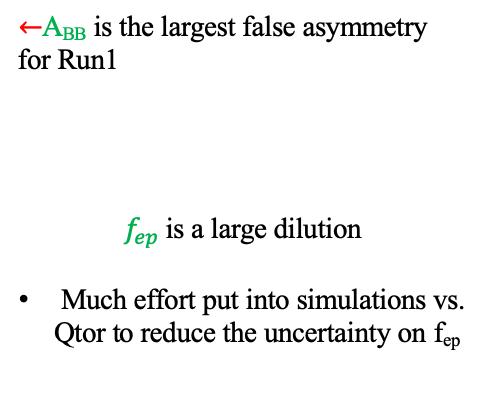 ←A_BB is the largest false asymmetry
for Run1
f_ep is a large dilution
• Much effort put into simulations vs.
Qtor to reduce the uncertainty on f_ep